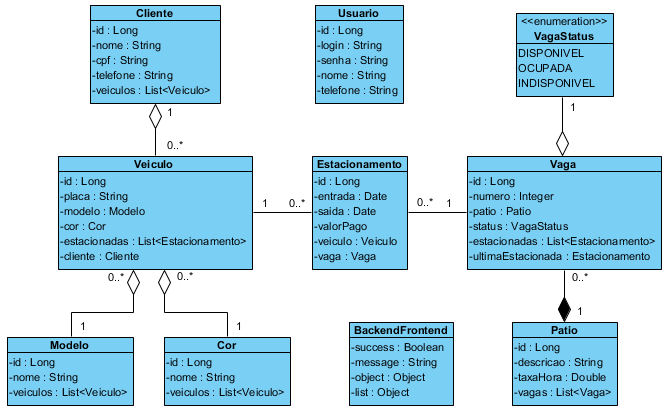 Cliente
-id : Long
-nome : String
-cpf : String
-telefone : String
-veiculos : List<Veiculo>
Usuario
-id : Long
-login : String
-senha : String
-nome : String
-telefone : String
<<enumeration>>
VagaStatus
DISPONIVEL
OCUPADA
INDISPONIVEL
1
0..*
1
Veiculo
-id : Long
-placa : String
-modelo : Modelo
-cor : Cor
-estacionadas : List<Estacionamento>
-cliente : Cliente
1
0..*
Estacionamento
-id : Long
-entrada : Date
-saida : Date
-valorPago
-veiculo : Veiculo
-vaga : Vaga
0..*
1
Vaga
-id : Long
-numero : Integer
-patio : Patio
-status : VagaStatus
-estacionadas : List<Estacionamento>
-ultimaEstacionada : Estacionamento
0..*
0..*
0..*
1
1
1
Modelo
-id : Long
-nome : String
-veiculos : List<Veiculo>
Cor
-id : Long
-nome : String
-veiculos : List<Veiculo>
BackendFrontend
-success : Boolean
-message : String
-object : Object
-list : Object
Patio
-id : Long
-descricao : String
-taxaHora : Double
-vagas : List<Vaga>